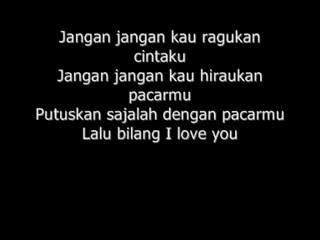 Jangan jangan kau ragukan
cintaku
Jangan jangan kau hiraukan
pacarmu
Putuskan sajalah dengan pacarmu
Lalu bilang I love you